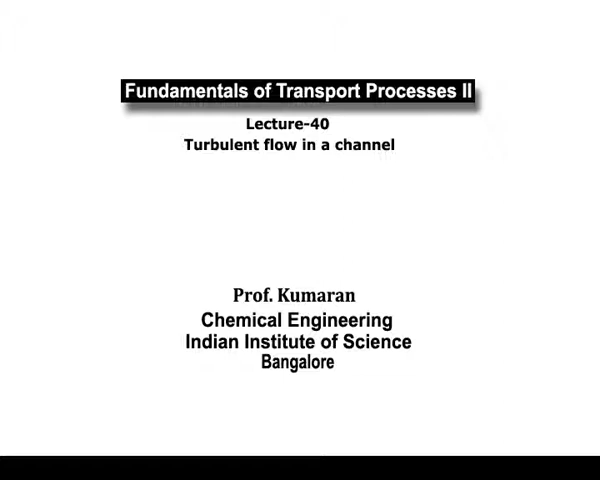 Fundamentals of Transport Processes II
Lecture-40
Turbulent flow in a channel
Prof. Kumaran
Chemical Engineering
Indian Institute of Science
Bangalore